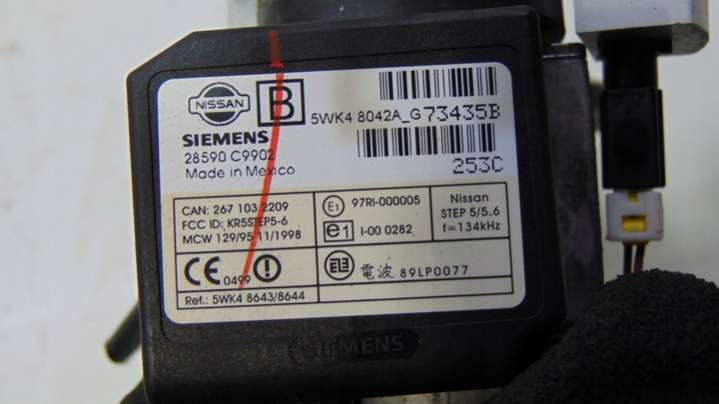 NISSAN
B
5WK4 8042A_G73435B
SIEMENS
28590 C9902
Made in Mexico
253C
CAN: 267 103 2209
FCC ID: KR5STEP5-6
MCW 129/95 11/1998
E1 97RI-000005
e1 I-00 0282
Nissan
STEP 5/5.6
f=134kHz
CE 0499 !
電波 89LP0077
Ref.: 5WK4 8643/8644
SIEMENS